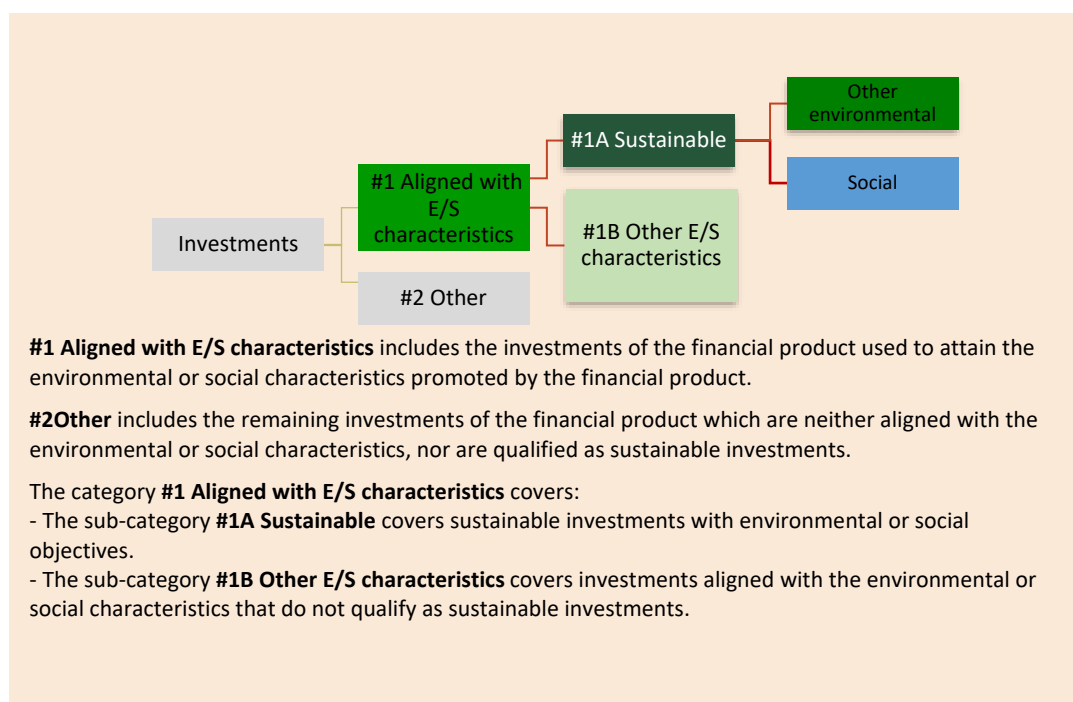 Other
environmental
#1A Sustainable
Social
#1 Aligned with
E/S
characteristics
#1B Other E/S
characteristics
Investments
#2 Other
#1 Aligned with E/S characteristics includes the investments of the financial product used to attain the
environmental or social characteristics promoted by the financial product.
#2Other includes the remaining investments of the financial product which are neither aligned with the
environmental or social characteristics, nor are qualified as sustainable investments.
The category #1 Aligned with E/S characteristics covers:
- The sub-category #1A Sustainable covers sustainable investments with environmental or social
objectives.
- The sub-category #1B Other E/S characteristics covers investments aligned with the environmental or
social characteristics that do not qualify as sustainable investments.